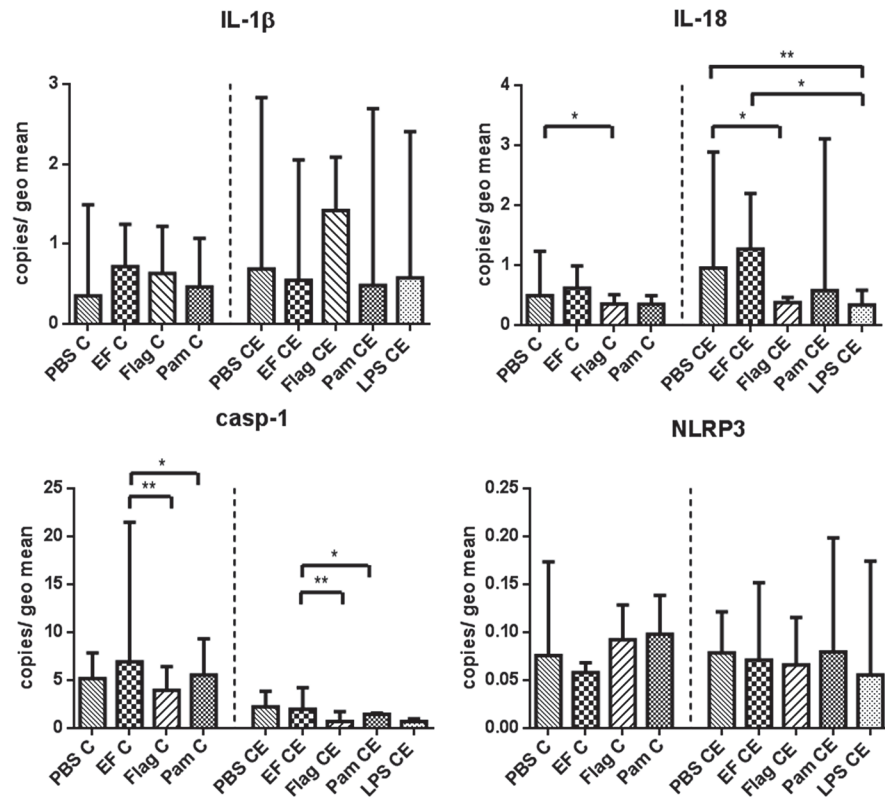 IL-1β
copies/ geo mean
3
2
1
0
PBS C
EF C
Flag C
Pam C
PBS CE
EF CE
Flag CE
Pam CE
LPS CE
IL-18
copies/ geo mean
4
3
2
1
0
*
**
*
*
PBS C
EF C
Flag C
Pam C
PBS CE
EF CE
Flag CE
Pam CE
LPS CE
casp-1
copies/ geo mean
25
20
15
10
5
0
*
**
*
**
PBS C
EF C
Flag C
Pam C
PBS CE
EF CE
Flag CE
Pam CE
LPS CE
NLRP3
copies/ geo mean
0.25
0.20
0.15
0.10
0.05
0.00
PBS C
EF C
Flag C
Pam C
PBS CE
EF CE
Flag CE
Pam CE
LPS CE